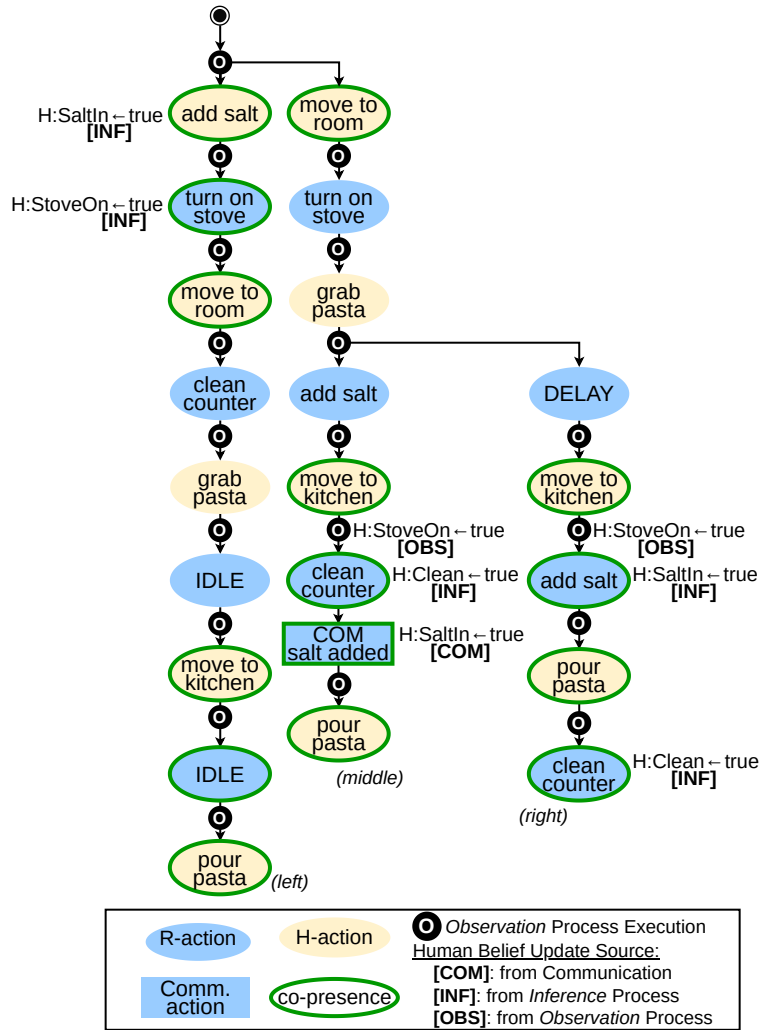 O
add salt
H:SaltIn←true
[INF]
move to
room
O
O
turn on
stove
H:StoveOn←true
[INF]
turn on
stove
O
O
move to
room
grab
pasta
O
O
clean
counter
add salt
DELAY
O
O
O
grab
pasta
move to
kitchen
move to
kitchen
O
O
H:StoveOn←true
[OBS]
O
H:StoveOn←true
[OBS]
IDLE
clean
counter
H:Clean←true
[INF]
add salt
H:SaltIn←true
[INF]
O
COM
salt added
H:SaltIn←true
[COM]
O
move to
kitchen
O
pour
pasta
O
pour
pasta
(middle)
O
IDLE
clean
counter
H:Clean←true
[INF]
(right)
O
pour
pasta
(left)
R-action
H-action
O Observation Process Execution
Human Belief Update Source:
Comm.
action
co-presence
[COM]: from Communication
[INF]: from Inference Process
[OBS]: from Observation Process